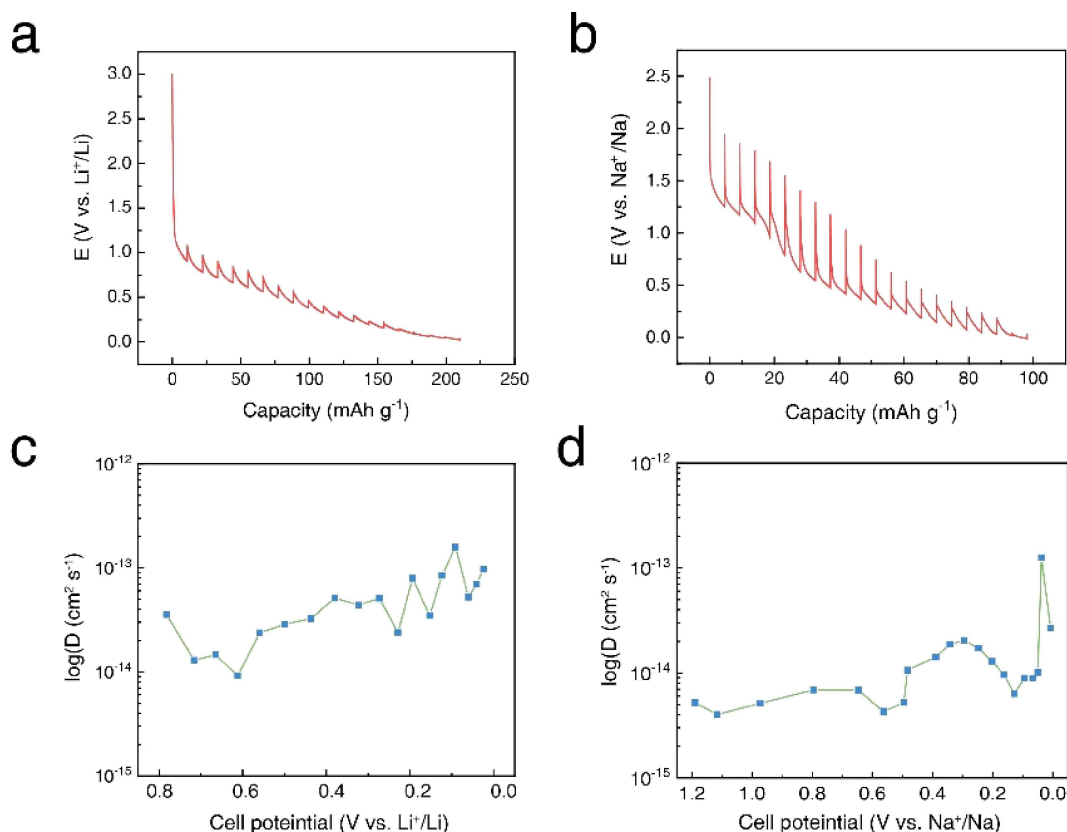 a
3.0
2.5
2.0
1.5
1.0
0.5
0.0
E (V vs. Li⁺/Li)
0 50 100 150 200 250
Capacity (mAh g⁻¹)
b
2.5
2.0
1.5
1.0
0.5
0.0
E (V vs. Na⁺/Na)
0 20 40 60 80 100
Capacity (mAh g⁻¹)
c
10⁻¹²
10⁻¹³
10⁻¹⁴
10⁻¹⁵
log(D (cm² s⁻¹)
0.8 0.6 0.4 0.2 0.0
Cell poteintial (V vs. Li⁺/Li)
d
10⁻¹²
10⁻¹³
10⁻¹⁴
10⁻¹⁵
log(D (cm² s⁻¹)
1.2 1.0 0.8 0.6 0.4 0.2 0.0
Cell poteintial (V vs. Na⁺/Na)